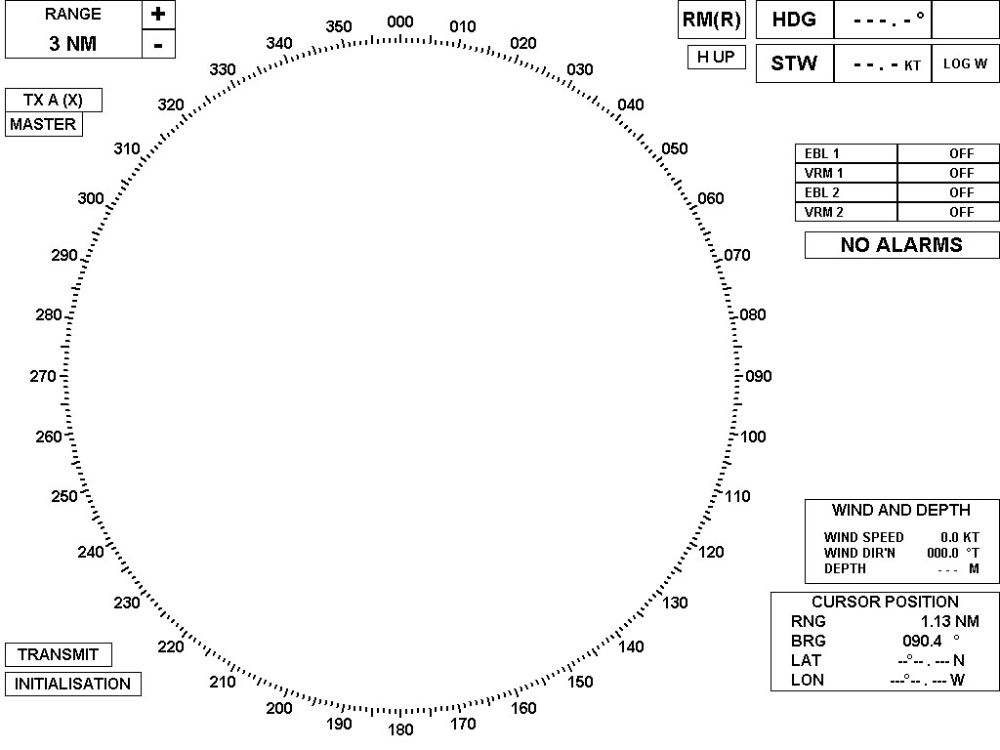 RANGE
+
3 NM
-
TX A (X)
MASTER
RM(R)
H UP
HDG ---.-°
STW --.- KT LOG W
EBL 1 OFF
VRM 1 OFF
EBL 2 OFF
VRM 2 OFF
NO ALARMS
000
010
020
030
040
050
060
070
080
090
100
110
120
130
140
150
160
170
180
190
200
210
220
230
240
250
260
270
280
290
300
310
320
330
340
350
WIND AND DEPTH
WIND SPEED 0.0 KT
WIND DIR'N 000.0 °T
DEPTH --- M
CURSOR POSITION
RNG 1.13 NM
BRG 090.4 °
LAT --°-- . --- N
LON ---°-- . --- W
TRANSMIT
INITIALISATION